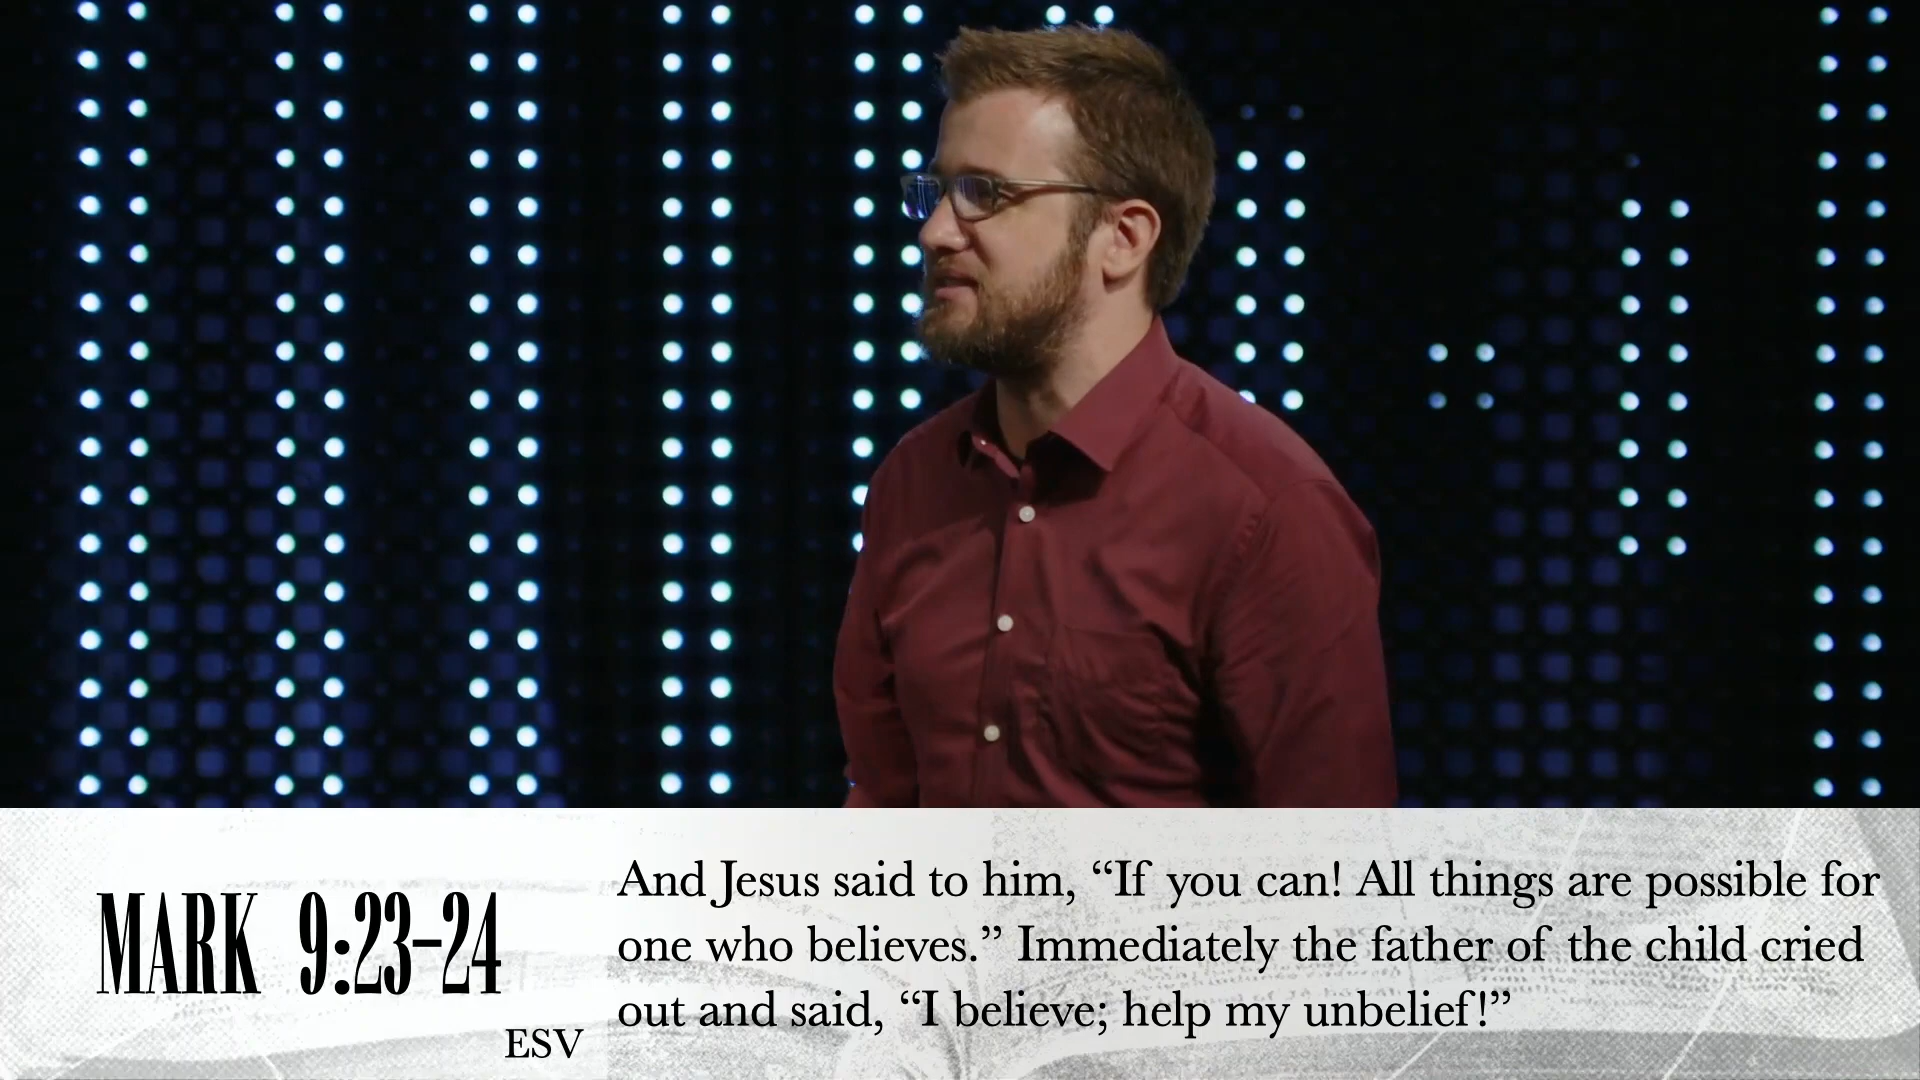 MARK 9:23-24
ESV
And Jesus said to him, “If you can! All things are possible for
one who believes.” Immediately the father of the child cried
out and said, “I believe; help my unbelief!”